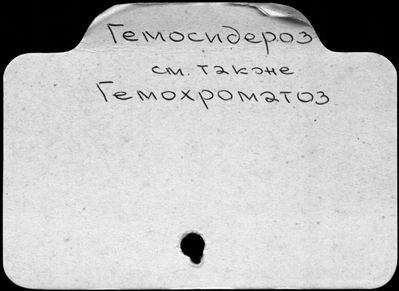 Гемосидероз
см. также
Гемохроматоз